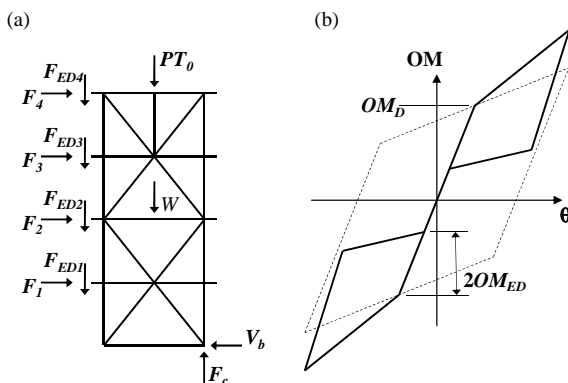 (a)
PT0
FED4
F4
FED3
F3
W
FED2
F2
FED1
F1
Vb
Fc
(b)
OM
OMD
θ
2OMED